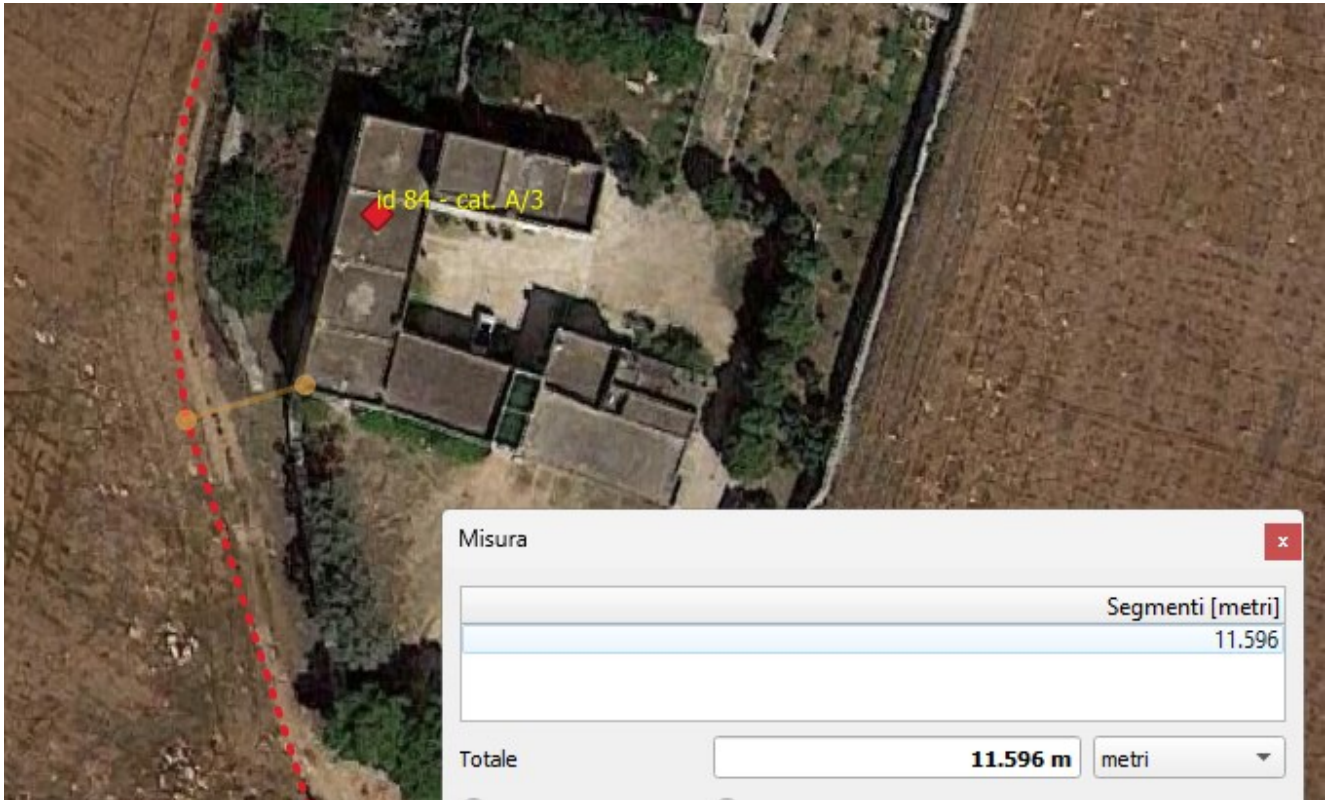 id 84 - cat. A/3
Misura
x
Segmenti [metri]
11.596
Totale
11.596 m
metri